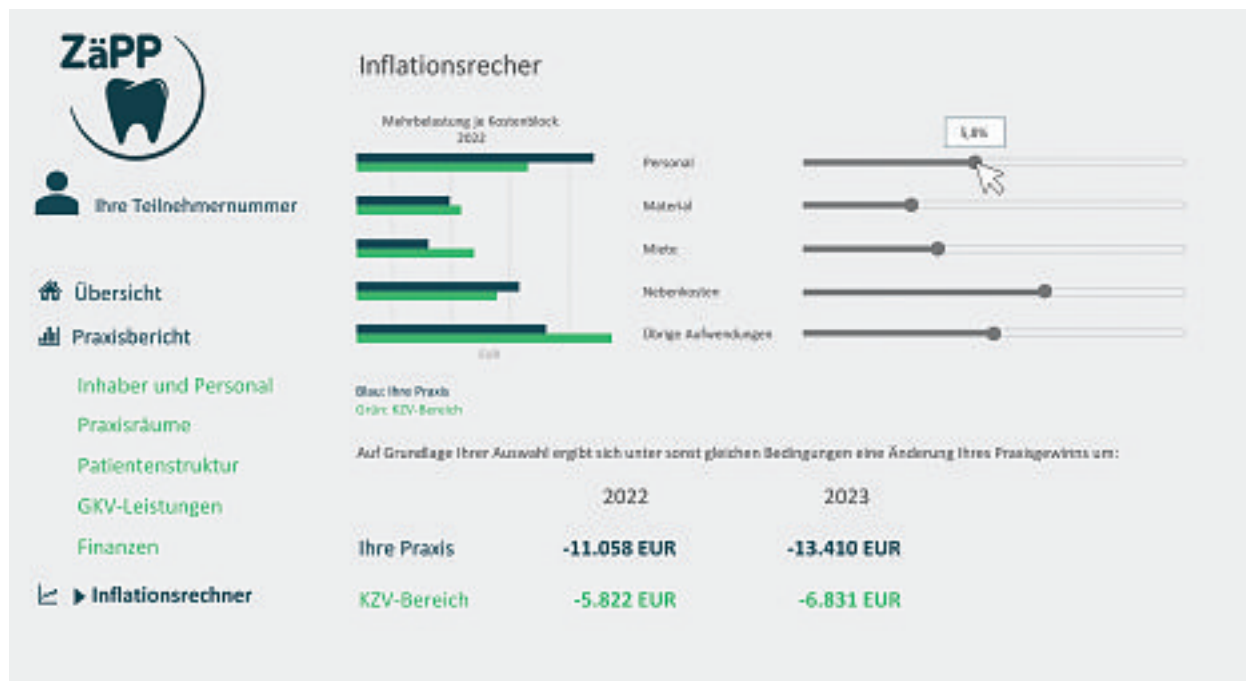 ZäPP
Ihre Teilnehmernummer
Übersicht
Praxisbericht
Inhaber und Personal
Praxisräume
Patientenstruktur
GKV-Leistungen
Finanzen
Inflationsrechner
Inflationsrecher
Mehrbelastung je Kostenblock
2022
EUR
Blau: Ihre Praxis
Grün: KZV-Bereich
Personal
Material
Miete
Nebenkosten
Übrige Aufwendungen
Auf Grundlage Ihrer Auswahl ergibt sich unter sonst gleichen Bedingungen eine Änderung Ihres Praxisgewinns um:
2022 2023
Ihre Praxis -11.058 EUR -13.410 EUR
KZV-Bereich -5.822 EUR -6.831 EUR